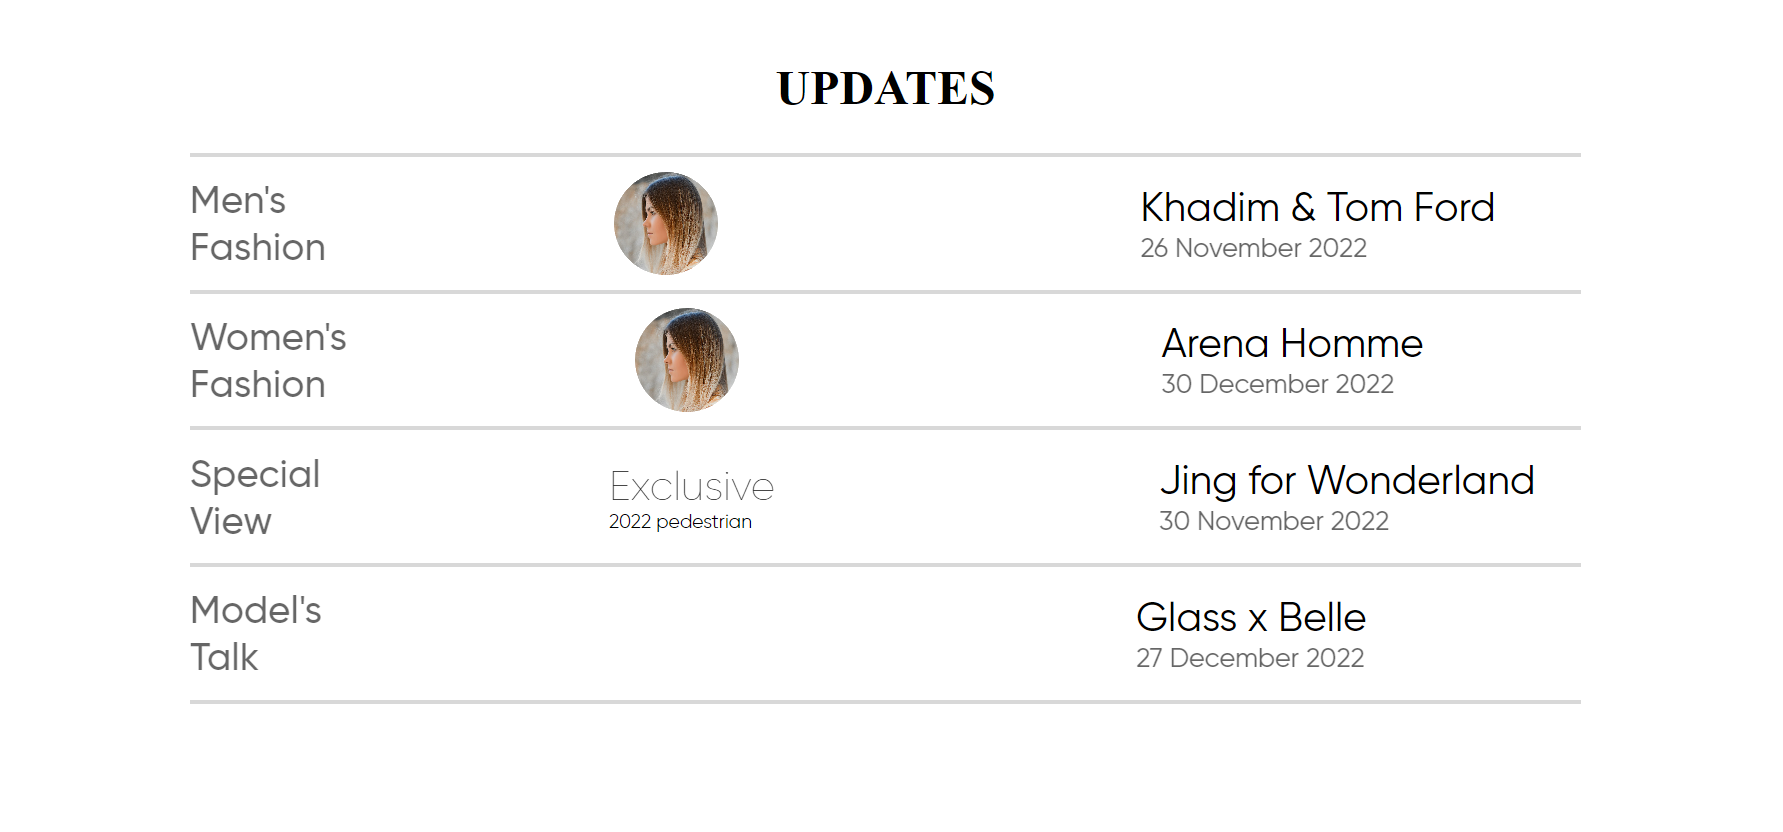 UPDATES
Men's
Fashion
Khadim & Tom Ford
26 November 2022
Women's
Fashion
Arena Homme
30 December 2022
Special
View
Exclusive
2022 pedestrian
Jing for Wonderland
30 November 2022
Model's
Talk
Glass x Belle
27 December 2022